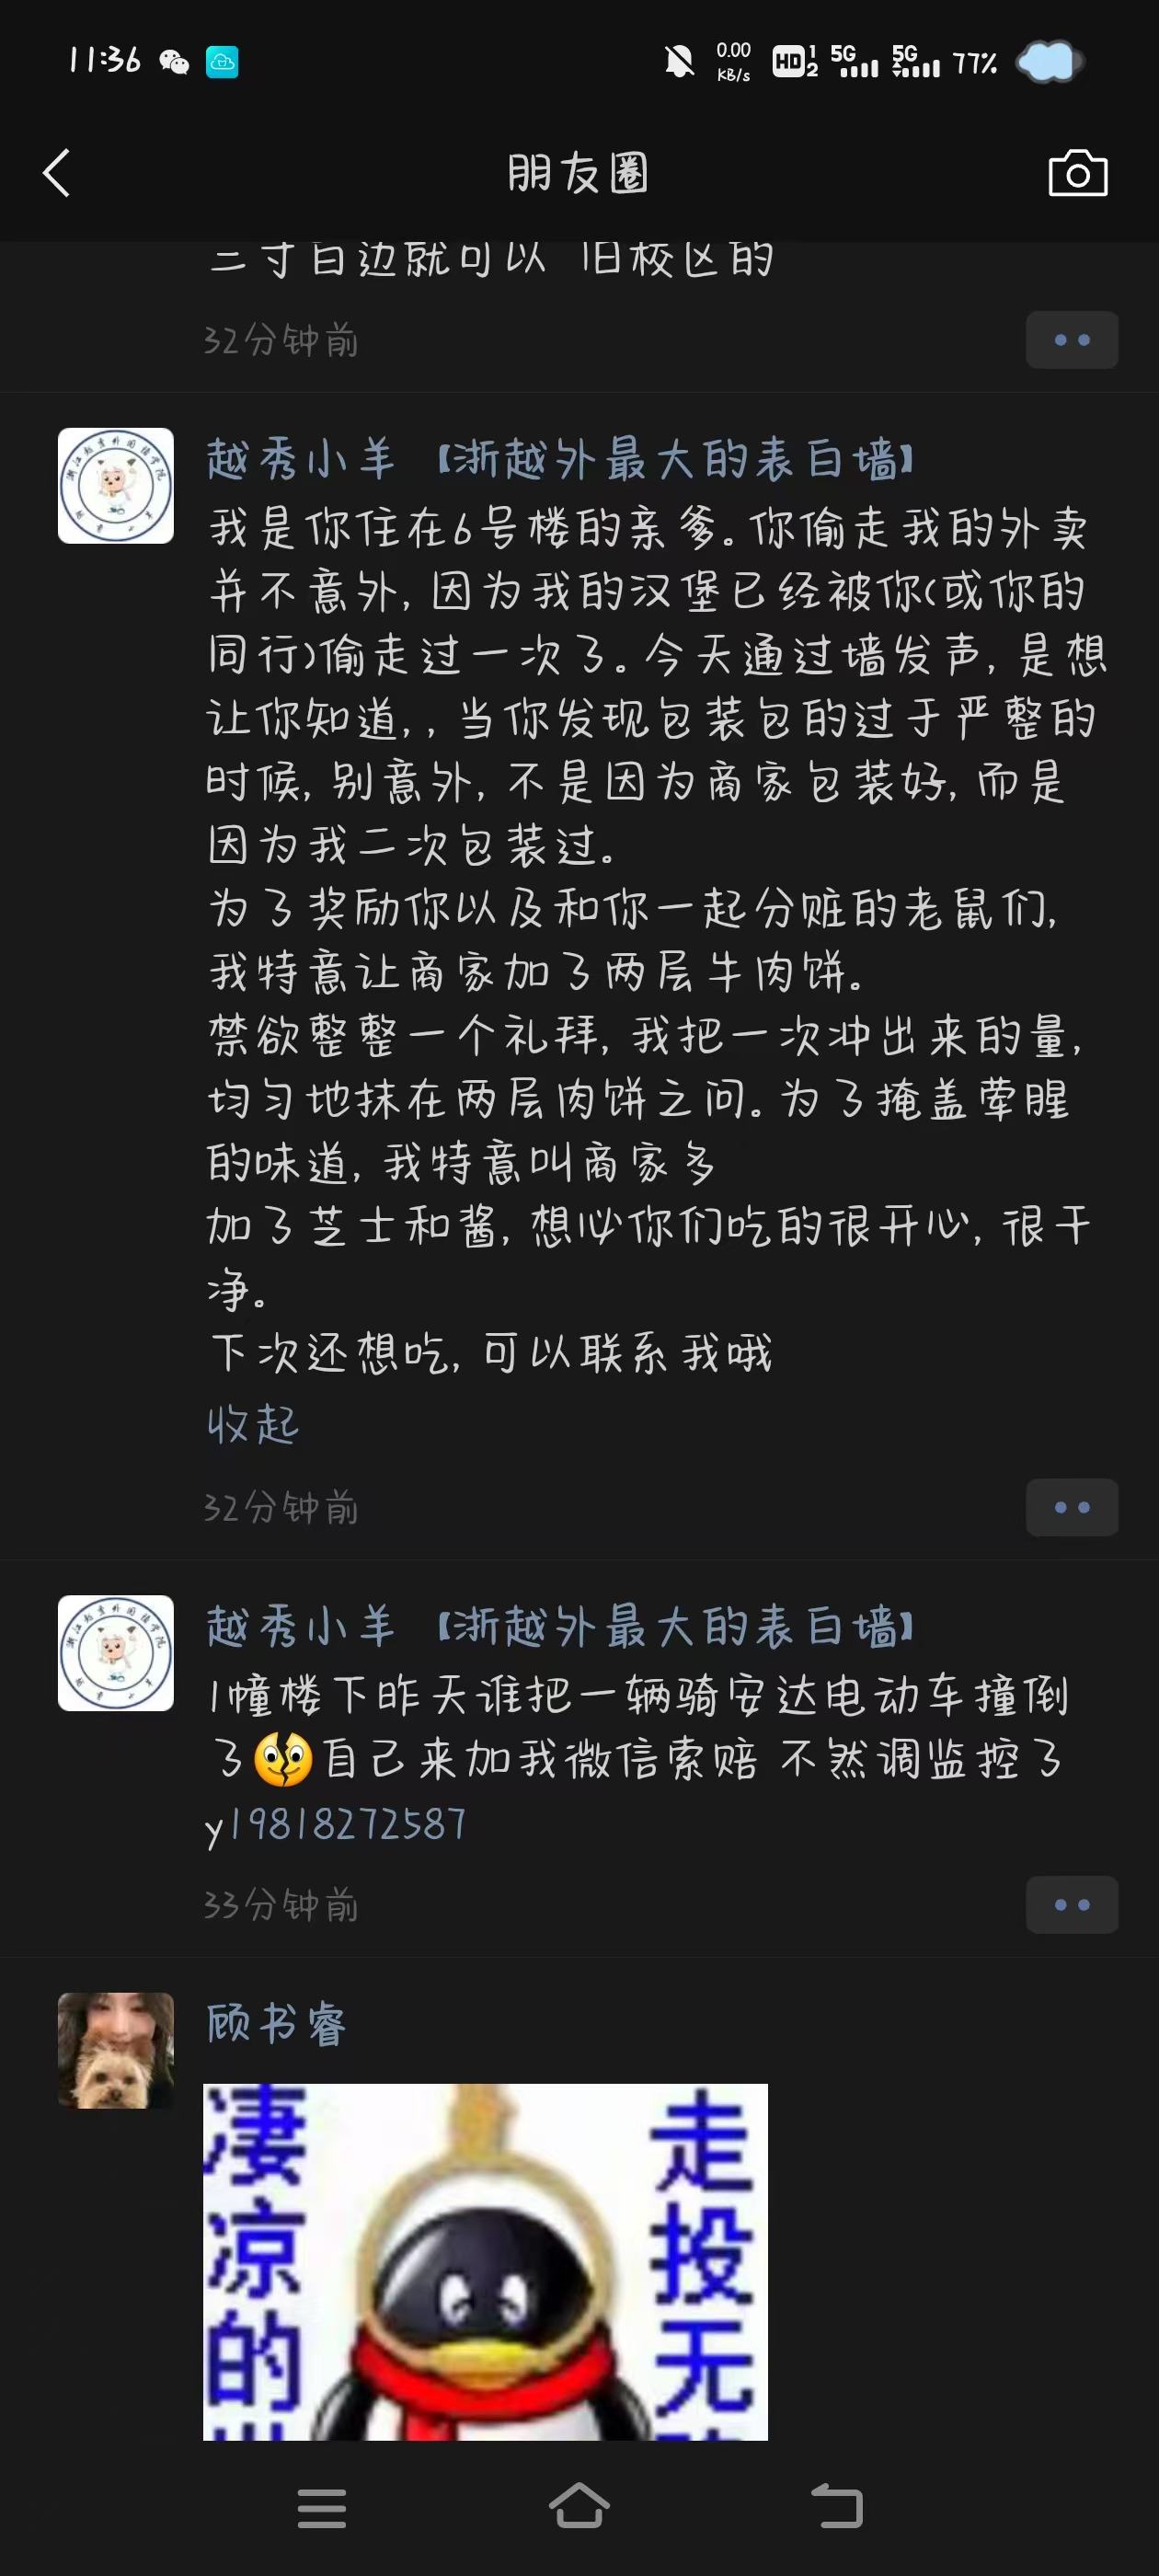 11:36
0.00
KB/s
HD 1 2
5G
5G
77%
朋友圈
三寸白边就可以 旧校区的
32分钟前
越秀小羊 【浙越外最大的表白墙】
我是你住在6号楼的亲爹。你偷走我的外卖
并不意外, 因为我的汉堡已经被你(或你的
同行)偷走过一次了。今天通过墙发声, 是想
让你知道, , 当你发现包装包的过于严整的
时候, 别意外, 不是因为商家包装好, 而是
因为我二次包装过。
为了奖励你以及和你一起分赃的老鼠们,
我特意让商家加了两层牛肉饼。
禁欲整整一个礼拜, 我把一次冲出来的量,
均匀地抹在两层肉饼之间。为了掩盖荤腥
的味道, 我特意叫商家多
加了芝士和酱, 想必你们吃的很开心, 很干
净。
下次还想吃, 可以联系我哦
收起
32分钟前
越秀小羊 【浙越外最大的表白墙】
1幢楼下昨天谁把一辆骑安达电动车撞倒
了自己来加我微信索赔 不然调监控了
y19818272587
33分钟前
顾书睿
凄凉的
走投无